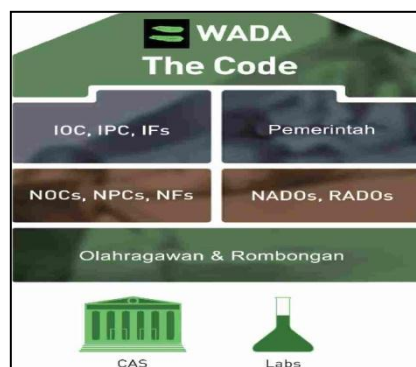 WADA
The Code
IOC, IPC, IFs
Pemerintah
NOCs, NPCs, NFs
NADOs, RADOs
Olahragawan & Rombongan
CAS
Labs